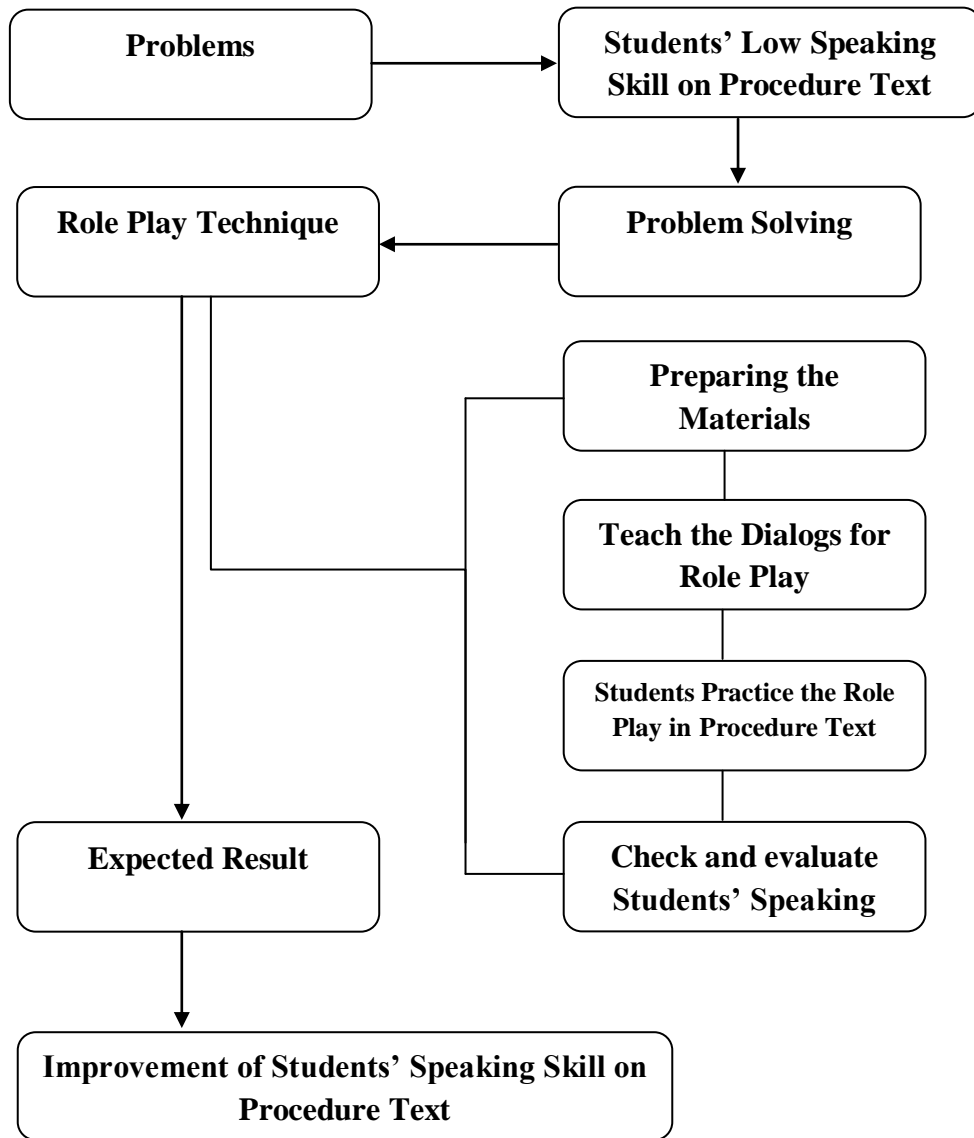 Problems
Students’ Low Speaking
Skill on Procedure Text
Role Play Technique
Problem Solving
Preparing the
Materials
Teach the Dialogs for
Role Play
Students Practice the Role
Play in Procedure Text
Expected Result
Check and evaluate
Students’ Speaking
Improvement of Students’ Speaking Skill on
Procedure Text